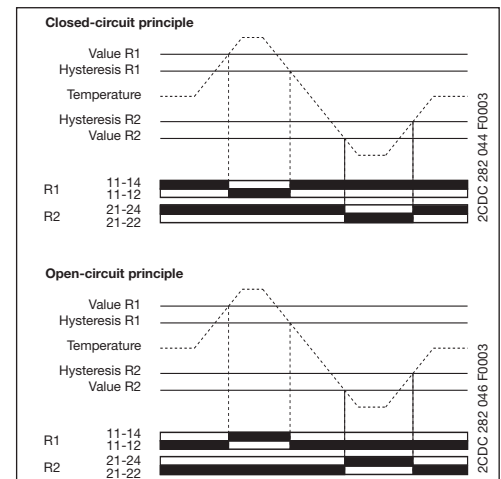 Closed-circuit principle
Value R1
Hysteresis R1
Temperature
Hysteresis R2
Value R2
R1
11-14
11-12
R2
21-24
21-22
2CDC 282 044 F0003
Open-circuit principle
Value R1
Hysteresis R1
Temperature
Hysteresis R2
Value R2
R1
11-14
11-12
R2
21-24
21-22
2CDC 282 046 F0003